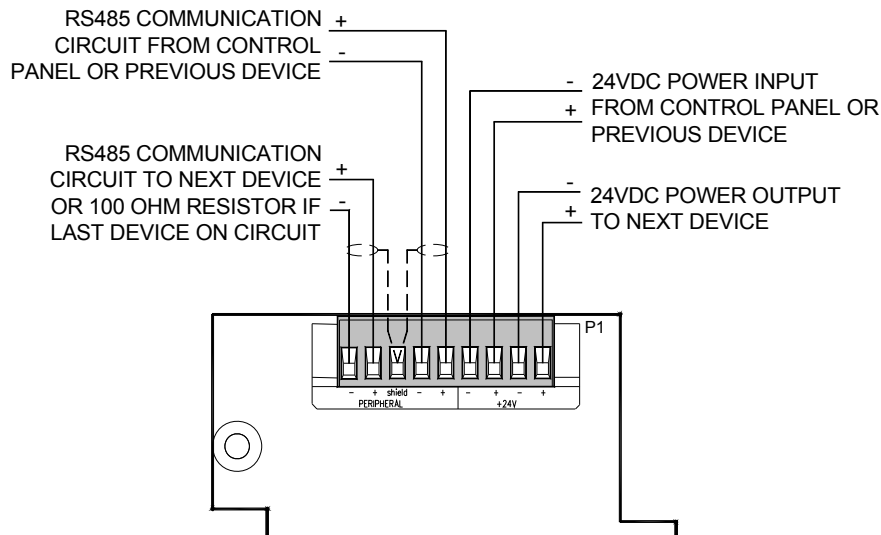 RS485 COMMUNICATION +
CIRCUIT FROM CONTROL
PANEL OR PREVIOUS DEVICE -
- 24VDC POWER INPUT
+ FROM CONTROL PANEL OR
PREVIOUS DEVICE
RS485 COMMUNICATION
CIRCUIT TO NEXT DEVICE +
OR 100 OHM RESISTOR IF -
LAST DEVICE ON CIRCUIT
- 24VDC POWER OUTPUT
+ TO NEXT DEVICE
P1
- + shield - + - + - +
PERIPHERAL +24V